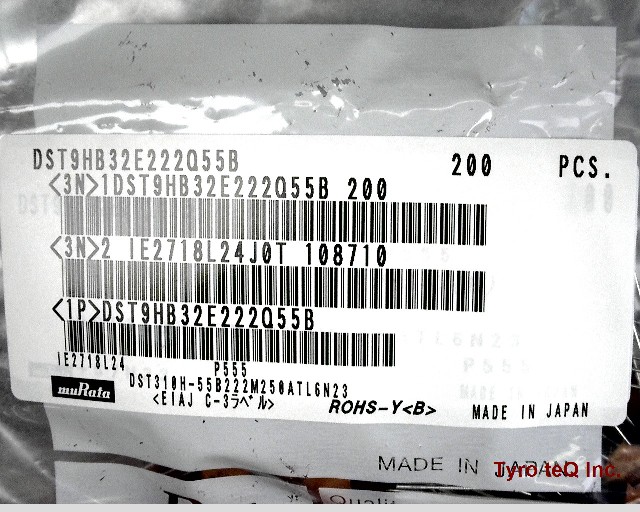 DST9HB32E222Q55B 200 PCS.
<3N>1DST9HB32E222Q55B 200
<3N>2 IE2718L24J0T 108710
<1P>DST9HB32E222Q55B
IE2718L24 P555
muRata DST310H-55B222M250ATL6N23
<EIAJ C-3ラベル> ROHS-Y<B> MADE IN JAPAN
MADE IN JAPAN
Tyro teQ Inc.